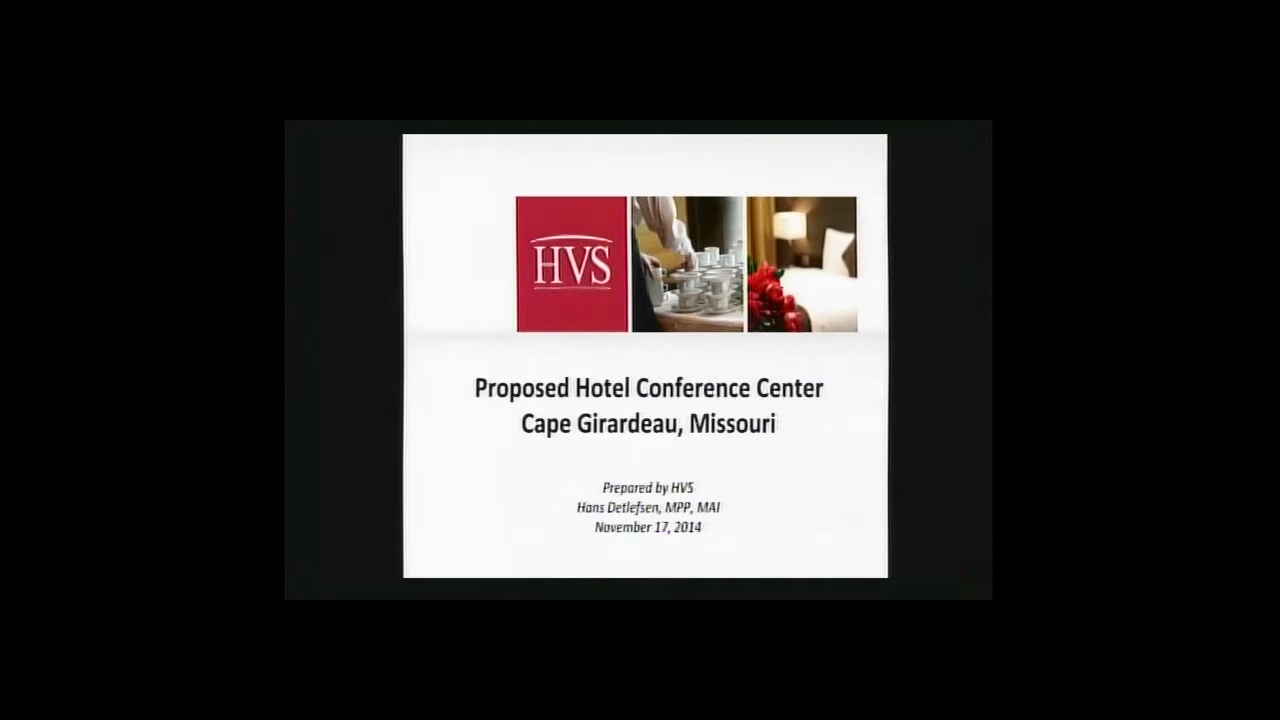 HVS
Proposed Hotel Conference Center
Cape Girardeau, Missouri
Prepared by HVS
Hans Detlefsen, MPP, MAI
November 17, 2014